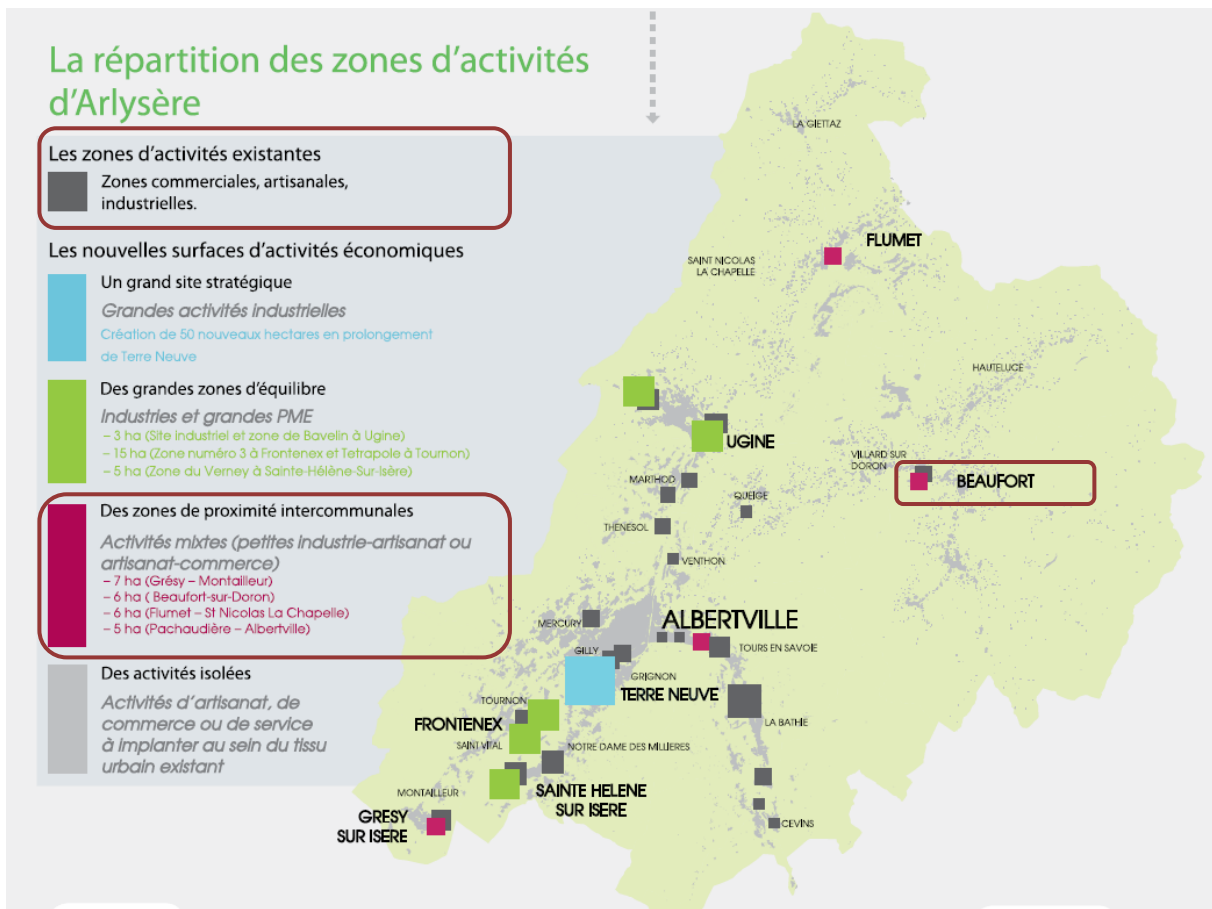 La répartition des zones d'activités
d'Arlysère
Les zones d'activités existantes
Zones commerciales, artisanales,
industrielles.
Les nouvelles surfaces d'activités économiques
Un grand site stratégique
Grandes activités industrielles
Création de 50 nouveaux hectares en prolongement
de Terre Neuve
Des grandes zones d'équilibre
Industries et grandes PME
– 3 ha (Site industriel et zone de Bavelin à Ugine)
– 15 ha (Zone numéro 3 à Frontenex et Tetrapole à Tournon)
– 5 ha (Zone du Verney à Sainte-Hélène-Sur-Isère)
Des zones de proximité intercommunales
Activités mixtes (petites industrie-artisanat ou
artisanat-commerce)
– 7 ha (Grésy – Montailleur)
– 6 ha ( Beaufort-sur-Doron)
– 6 ha (Flumet – St Nicolas La Chapelle)
– 5 ha (Pachaudière – Albertville)
Des activités isolées
Activités d'artisanat, de
commerce ou de service
à implanter au sein du tissu
urbain existant
LA GIETTAZ
FLUMET
SAINT NICOLAS
LA CHAPELLE
HAUTELUCE
UGINE
VILLARD SUR
DORON
BEAUFORT
MARTHOD
QUEIGE
THENESOL
VENTHON
MERCURY
ALBERTVILLE
GILLY
TOURS EN SAVOIE
GRIGNON
TERRE NEUVE
TOURNON
FRONTENEX
LA BATHIE
SAINT VITAL
NOTRE DAME DES MILLIERES
MONTAILLEUR
SAINTE HELENE
SUR ISERE
GRESY
SUR ISERE
CEVINS